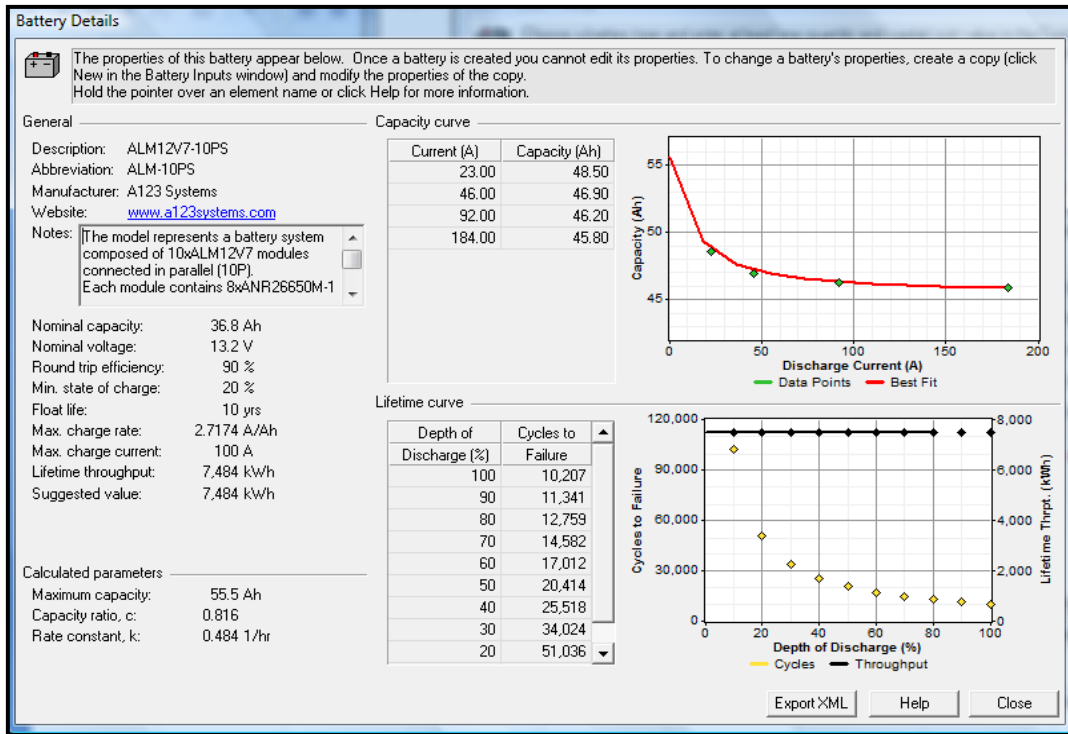 Battery Details
The properties of this battery appear below. Once a battery is created you cannot edit its properties. To change a battery's properties, create a copy (click
New in the Battery Inputs window) and modify the properties of the copy.
Hold the pointer over an element name or click Help for more information.
General
Description: ALM12V7-10PS
Abbreviation: ALM-10PS
Manufacturer: A123 Systems
Website: www.a123systems.com
Notes: The model represents a battery system
composed of 10xALM12V7 modules
connected in parallel (10P).
Each module contains 8xANR26650M-1
Nominal capacity: 36.8 Ah
Nominal voltage: 13.2 V
Round trip efficiency: 90 %
Min. state of charge: 20 %
Float life: 10 yrs
Max. charge rate: 2.7174 A/Ah
Max. charge current: 100 A
Lifetime throughput: 7,484 kWh
Suggested value: 7,484 kWh
Calculated parameters
Maximum capacity: 55.5 Ah
Capacity ratio, c: 0.816
Rate constant, k: 0.484 1/hr
Capacity curve
Current (A) Capacity (Ah)
23.00 48.50
46.00 46.90
92.00 46.20
184.00 45.80
Capacity (Ah)
55
50
45
0 50 100 150 200
Discharge Current (A)
Data Points Best Fit
Lifetime curve
Depth of Cycles to
Discharge (%) Failure
100 10,207
90 11,341
80 12,759
70 14,582
60 17,012
50 20,414
40 25,518
30 34,024
20 51,036
Cycles to Failure
120,000
90,000
60,000
30,000
0
8,000
6,000
4,000
2,000
0
Lifetime Thrpt. (kWh)
0 20 40 60 80 100
Depth of Discharge (%)
Cycles Throughput
Export XML Help Close